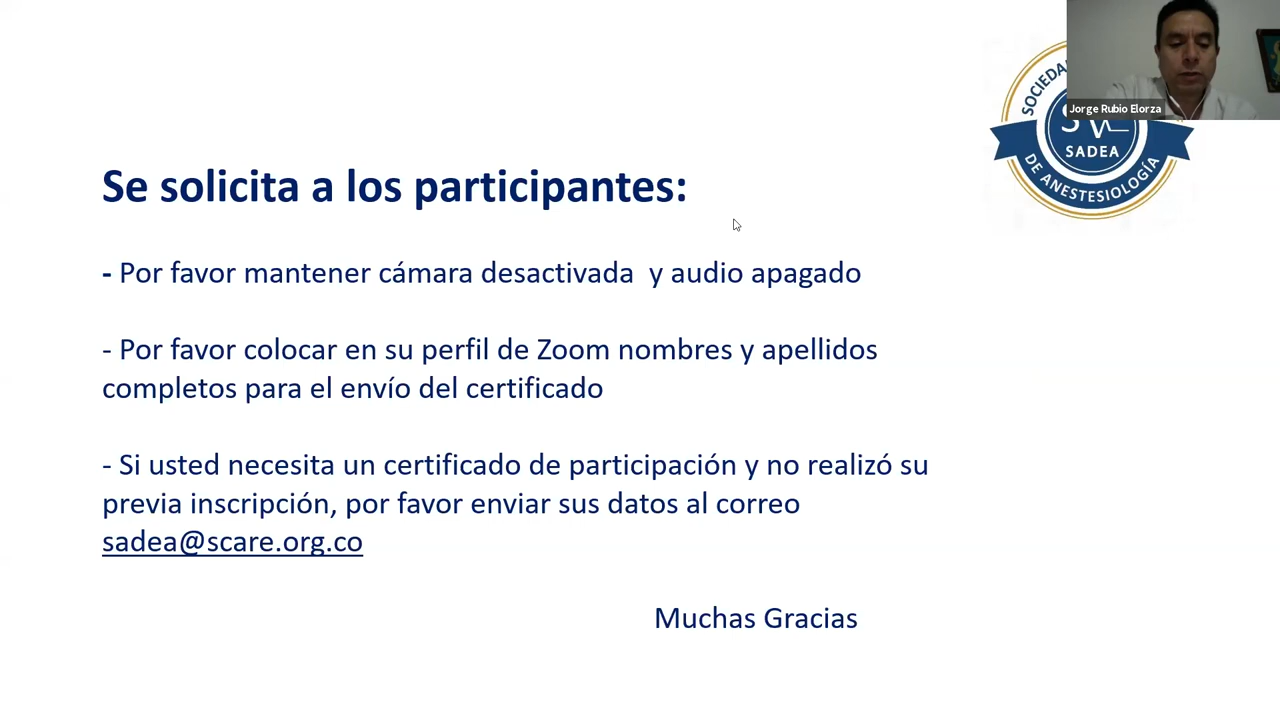 Jorge Rubio Elorza
SOCIEDAD
SADEA
DE ANESTESIOLOGÍA
Se solicita a los participantes:
- Por favor mantener cámara desactivada y audio apagado
- Por favor colocar en su perfil de Zoom nombres y apellidos
completos para el envío del certificado
- Si usted necesita un certificado de participación y no realizó su
previa inscripción, por favor enviar sus datos al correo
sadea@scare.org.co
Muchas Gracias